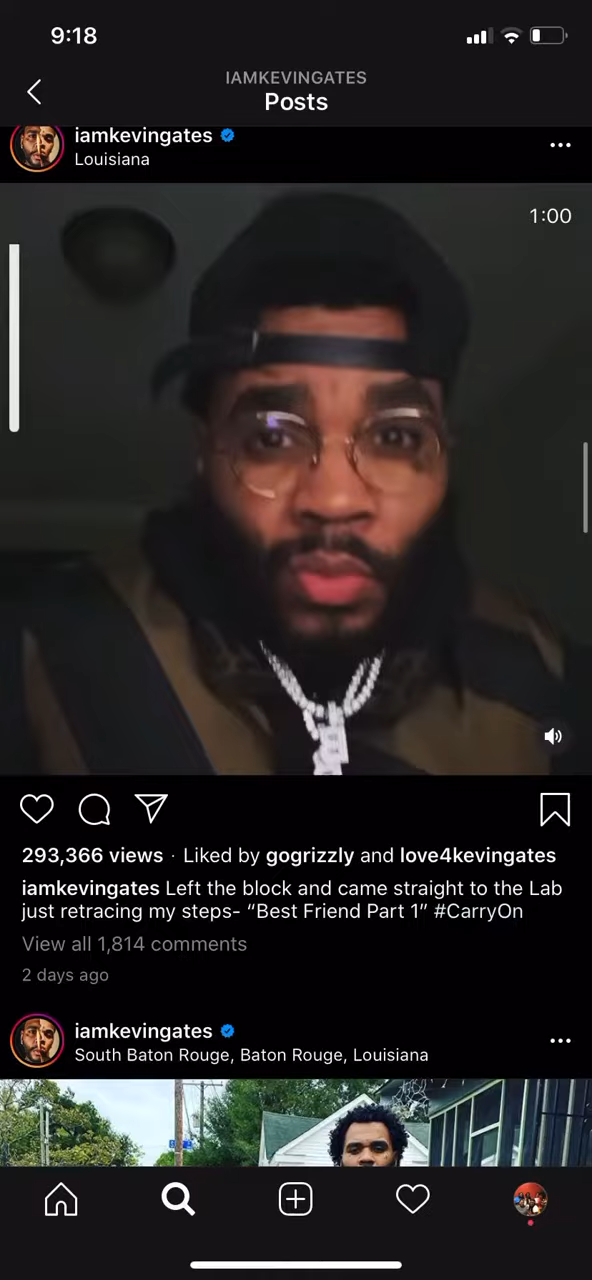 9:18
IAMKEVINGATES
Posts
iamkevingates
Louisiana
1:00
293,366 views · Liked by gogrizzly and love4kevingates
iamkevingates Left the block and came straight to the Lab
just retracing my steps- “Best Friend Part 1” #CarryOn
View all 1,814 comments
2 days ago
iamkevingates
South Baton Rouge, Baton Rouge, Louisiana